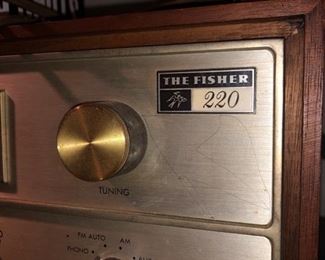 THE FISHER
220
TUNING
FM AUTO
AM
PHONO